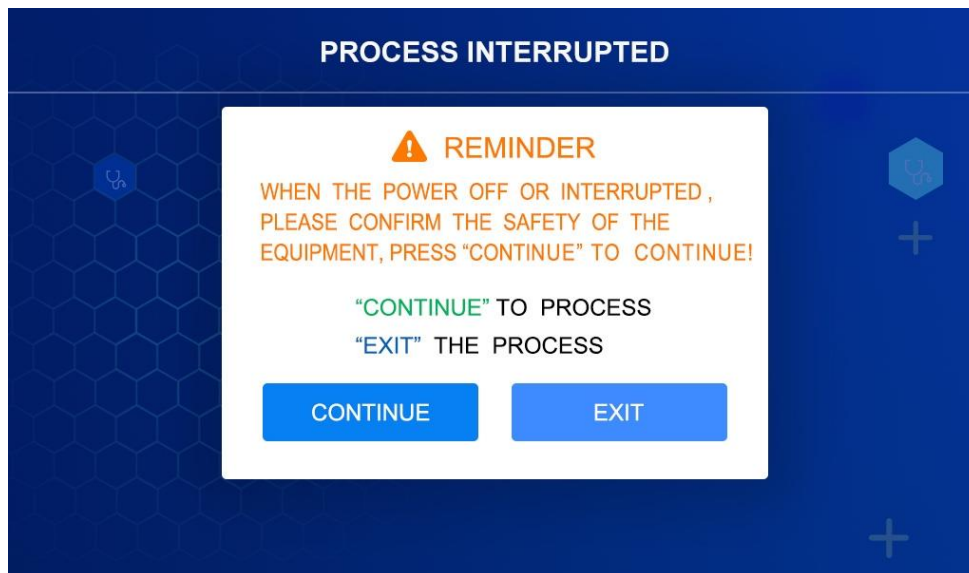 PROCESS INTERRUPTED
REMINDER
WHEN THE POWER OFF OR INTERRUPTED ,
PLEASE CONFIRM THE SAFETY OF THE
EQUIPMENT, PRESS “CONTINUE” TO CONTINUE!
“CONTINUE” TO PROCESS
“EXIT” THE PROCESS
CONTINUE EXIT